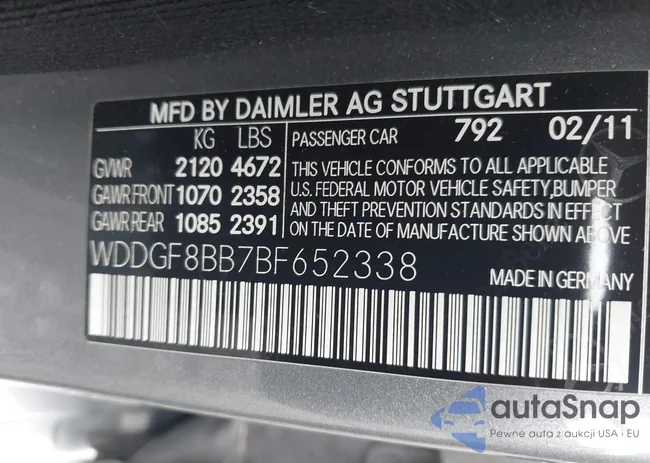 MFD BY DAIMLER AG STUTTGART
KG LBS
GVWR 2120 4672
GAWR FRONT 1070 2358
GAWR REAR 1085 2391
PASSENGER CAR 792 02/11
THIS VEHICLE CONFORMS TO ALL APPLICABLE
U.S. FEDERAL MOTOR VEHICLE SAFETY,BUMPER
AND THEFT PREVENTION STANDARDS IN EFFECT
ON THE DATE OF MANUFACTURE SHOWN ABOVE
WDDGF8BB7BF652338
MADE IN GERMANY
autaSnap
Pewne auta z aukcji USA i EU